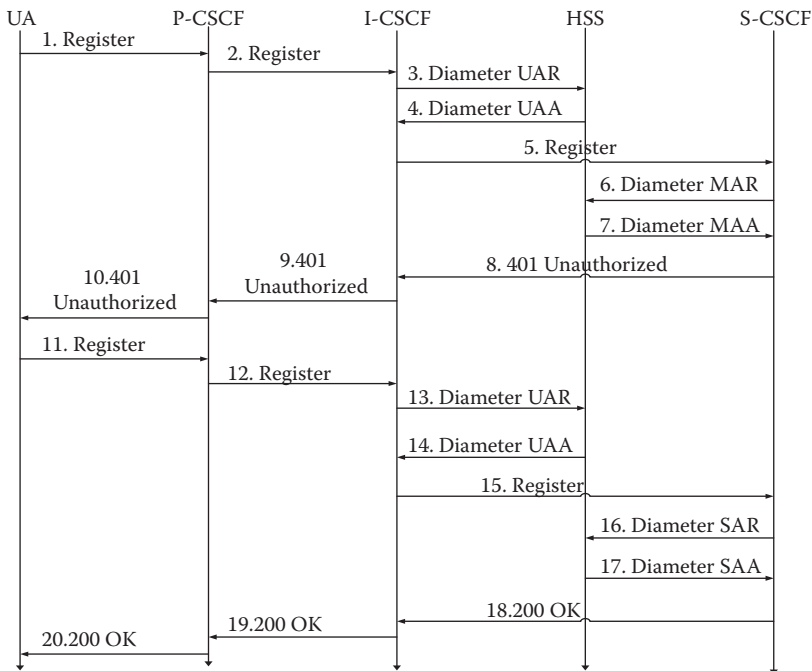 UA
P-CSCF
I-CSCF
HSS
S-CSCF
1. Register
2. Register
3. Diameter UAR
4. Diameter UAA
5. Register
6. Diameter MAR
7. Diameter MAA
8. 401 Unauthorized
9.401
Unauthorized
10.401
Unauthorized
11. Register
12. Register
13. Diameter UAR
14. Diameter UAA
15. Register
16. Diameter SAR
17. Diameter SAA
18.200 OK
19.200 OK
20.200 OK